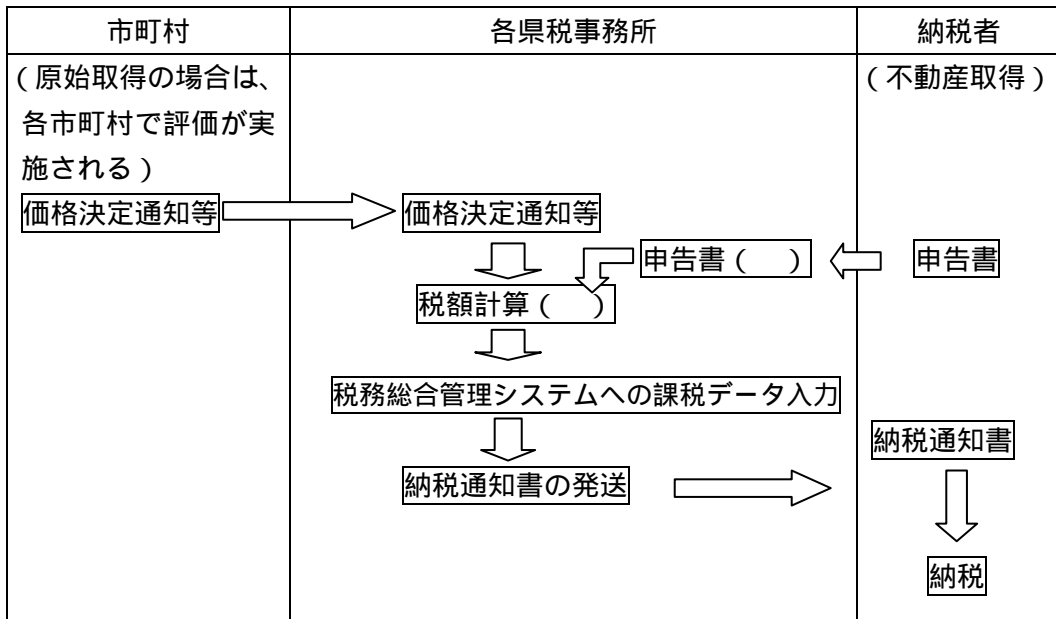 市町村 各県税事務所 納税者
(原始取得の場合は、
各市町村で評価が実
施される)
(不動産取得)
価格決定通知等 価格決定通知等
申告書( ) 申告書
税額計算( )
税務総合管理システムへの課税データ入力
納税通知書
納税通知書の発送
納税